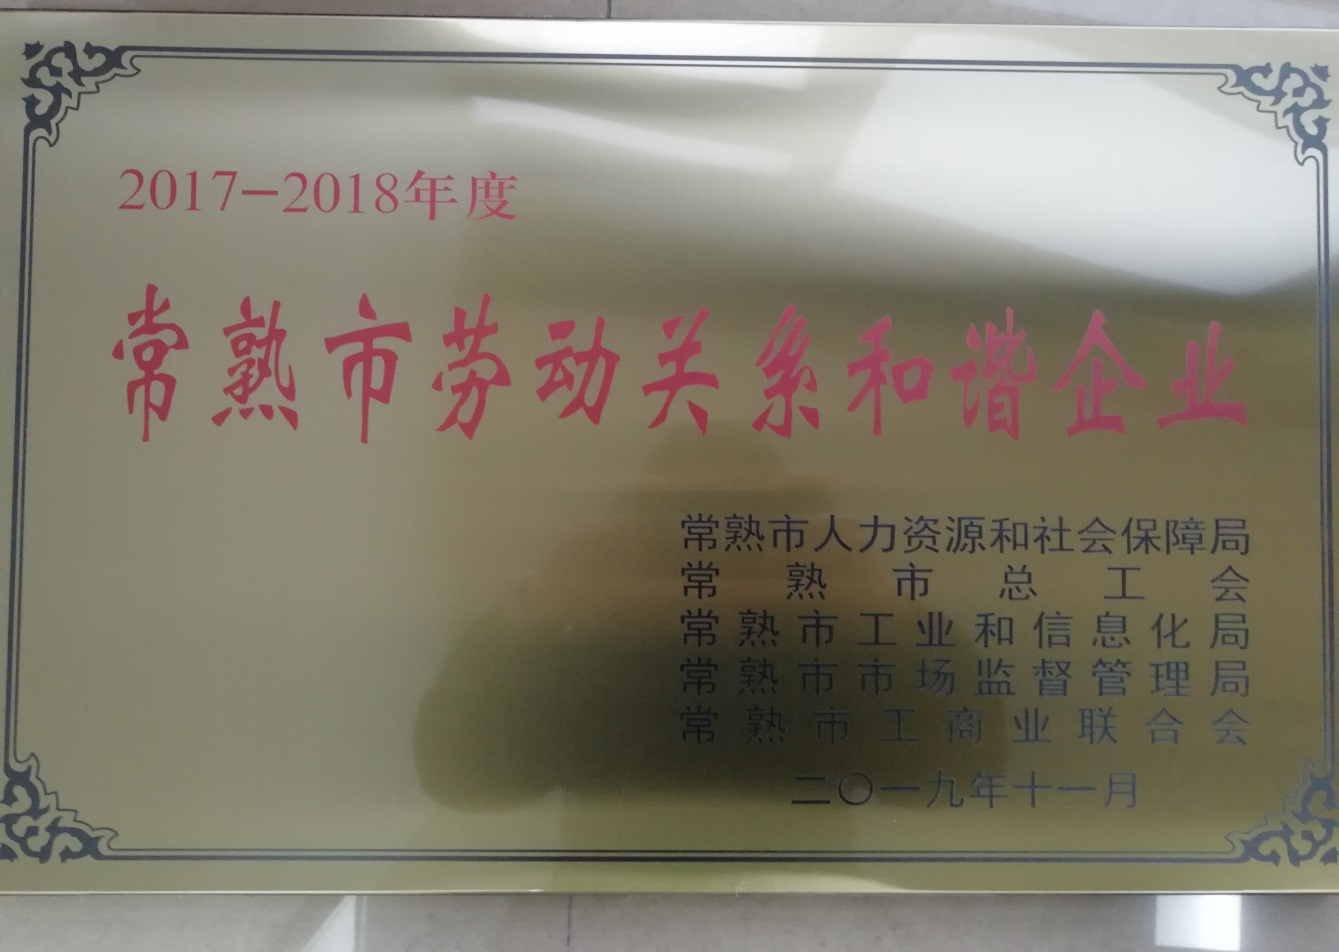 2017-2018年度
常熟市劳动关系和谐企业
常熟市人力资源和社会保障局
常熟市总工会
常熟市工业和信息化局
常熟市市场监督管理局
常熟市工商业联合会
二〇一九年十一月